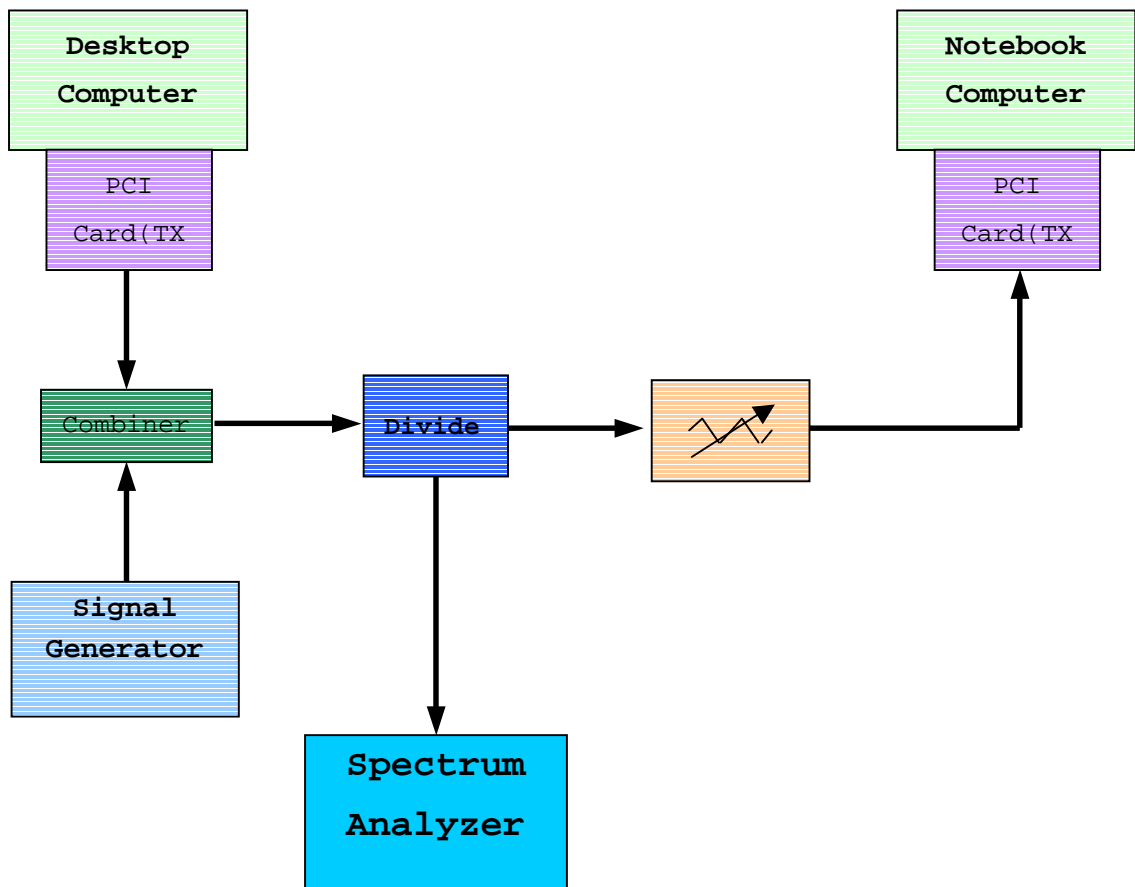 Desktop
Computer
Notebook
Computer
PCI
Card(TX
PCI
Card(TX
Combiner
Divide
Signal
Generator
Spectrum
Analyzer